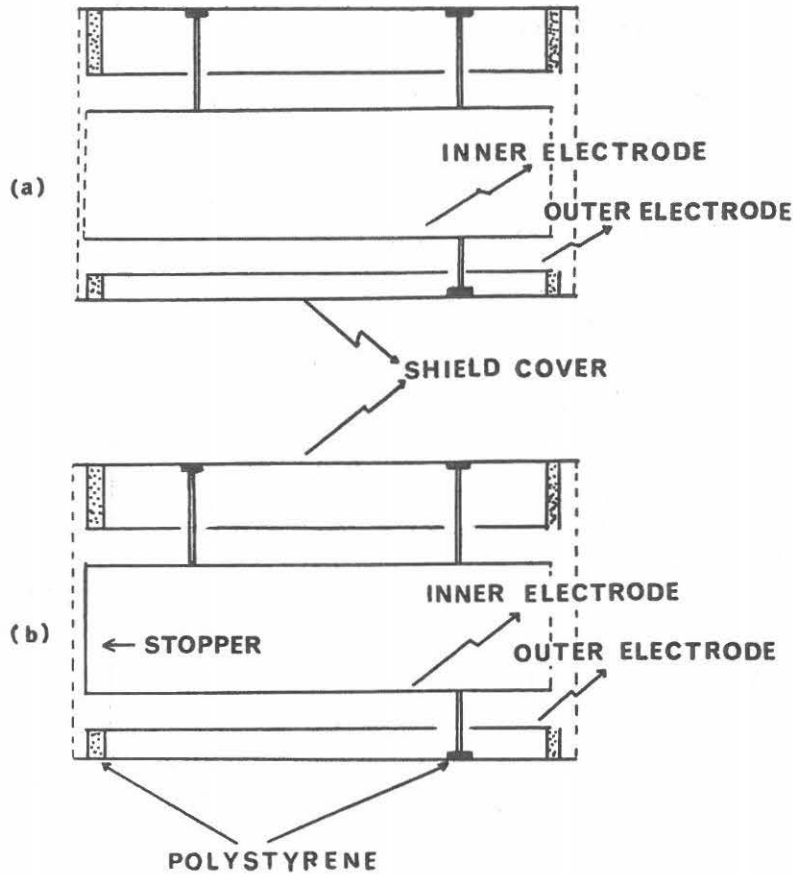 (a)
INNER ELECTRODE
OUTER ELECTRODE
SHIELD COVER
(b)
INNER ELECTRODE
← STOPPER
OUTER ELECTRODE
POLYSTYRENE